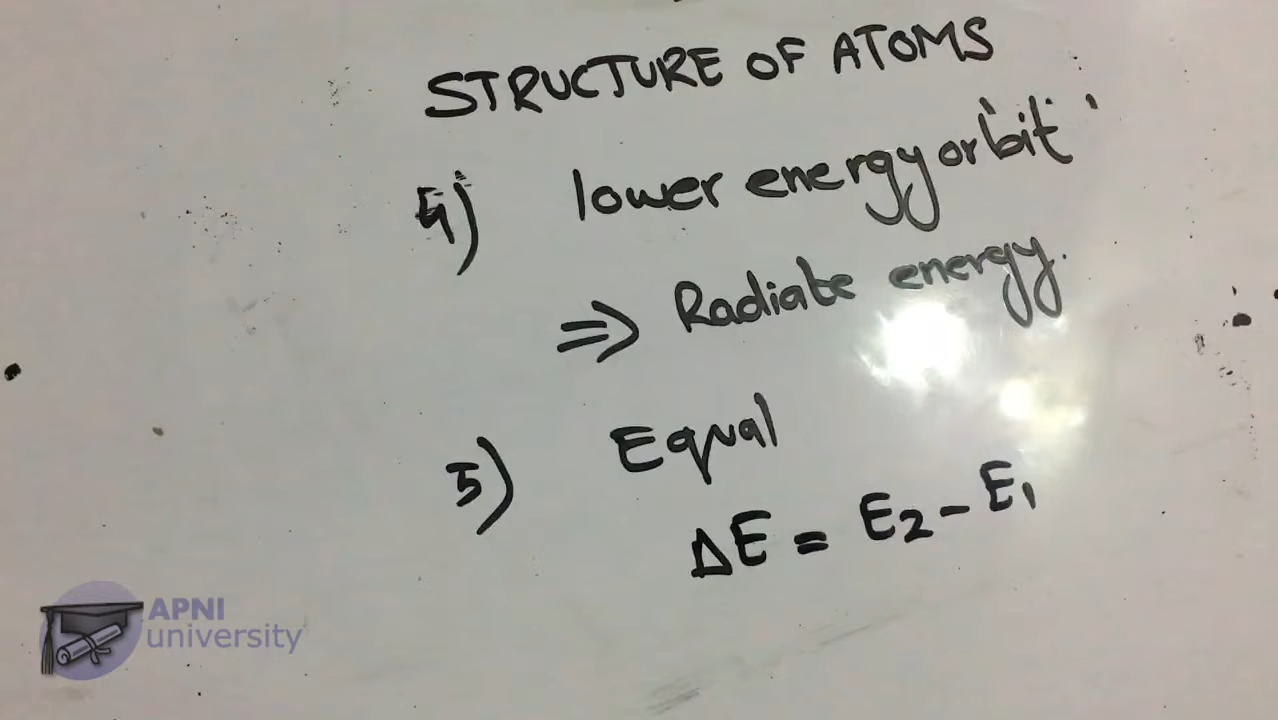 STRUCTURE OF ATOMS
4) lower energy orbit
⇒ Radiate energy.
5) Equal
ΔE = E₂ - E₁
APNI
university